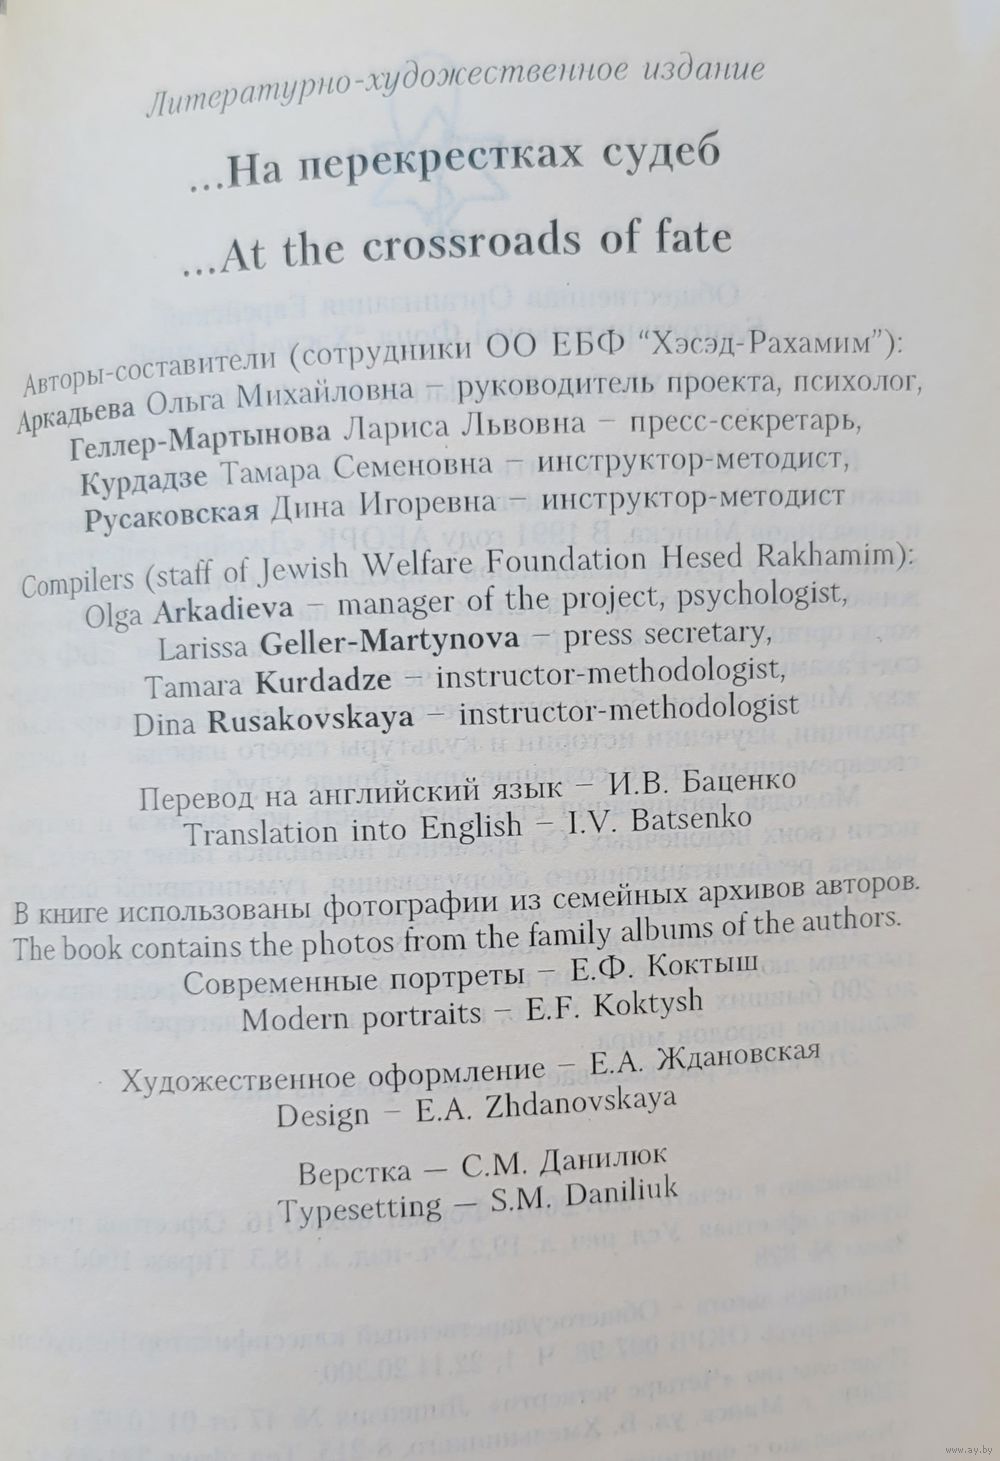 Литературно-художественное издание
...На перекрестках судеб
...At the crossroads of fate
Авторы-составители (сотрудники ОО ЕБФ “Хэсэд-Рахамим”):
Аркадьева Ольга Михайловна – руководитель проекта, психолог,
Геллер-Мартынова Лариса Львовна – пресс-секретарь,
Курдадзе Тамара Семеновна – инструктор-методист,
Русаковская Дина Игоревна – инструктор-методист
Compilers (staff of Jewish Welfare Foundation Hesed Rakhamim):
Olga Arkadieva – manager of the project, psychologist,
Larissa Geller-Martynova – press secretary,
Tamara Kurdadze – instructor-methodologist,
Dina Rusakovskaya – instructor-methodologist
Перевод на английский язык – И.В. Баценко
Translation into English – I.V. Batsenko
В книге использованы фотографии из семейных архивов авторов.
The book contains the photos from the family albums of the authors.
Современные портреты – Е.Ф. Коктыш
Modern portraits – E.F. Koktysh
Художественное оформление – Е.А. Ждановская
Design – E.A. Zhdanovskaya
Верстка — С.М. Данилюк
Typesetting — S.M. Daniliuk
www.ay.by